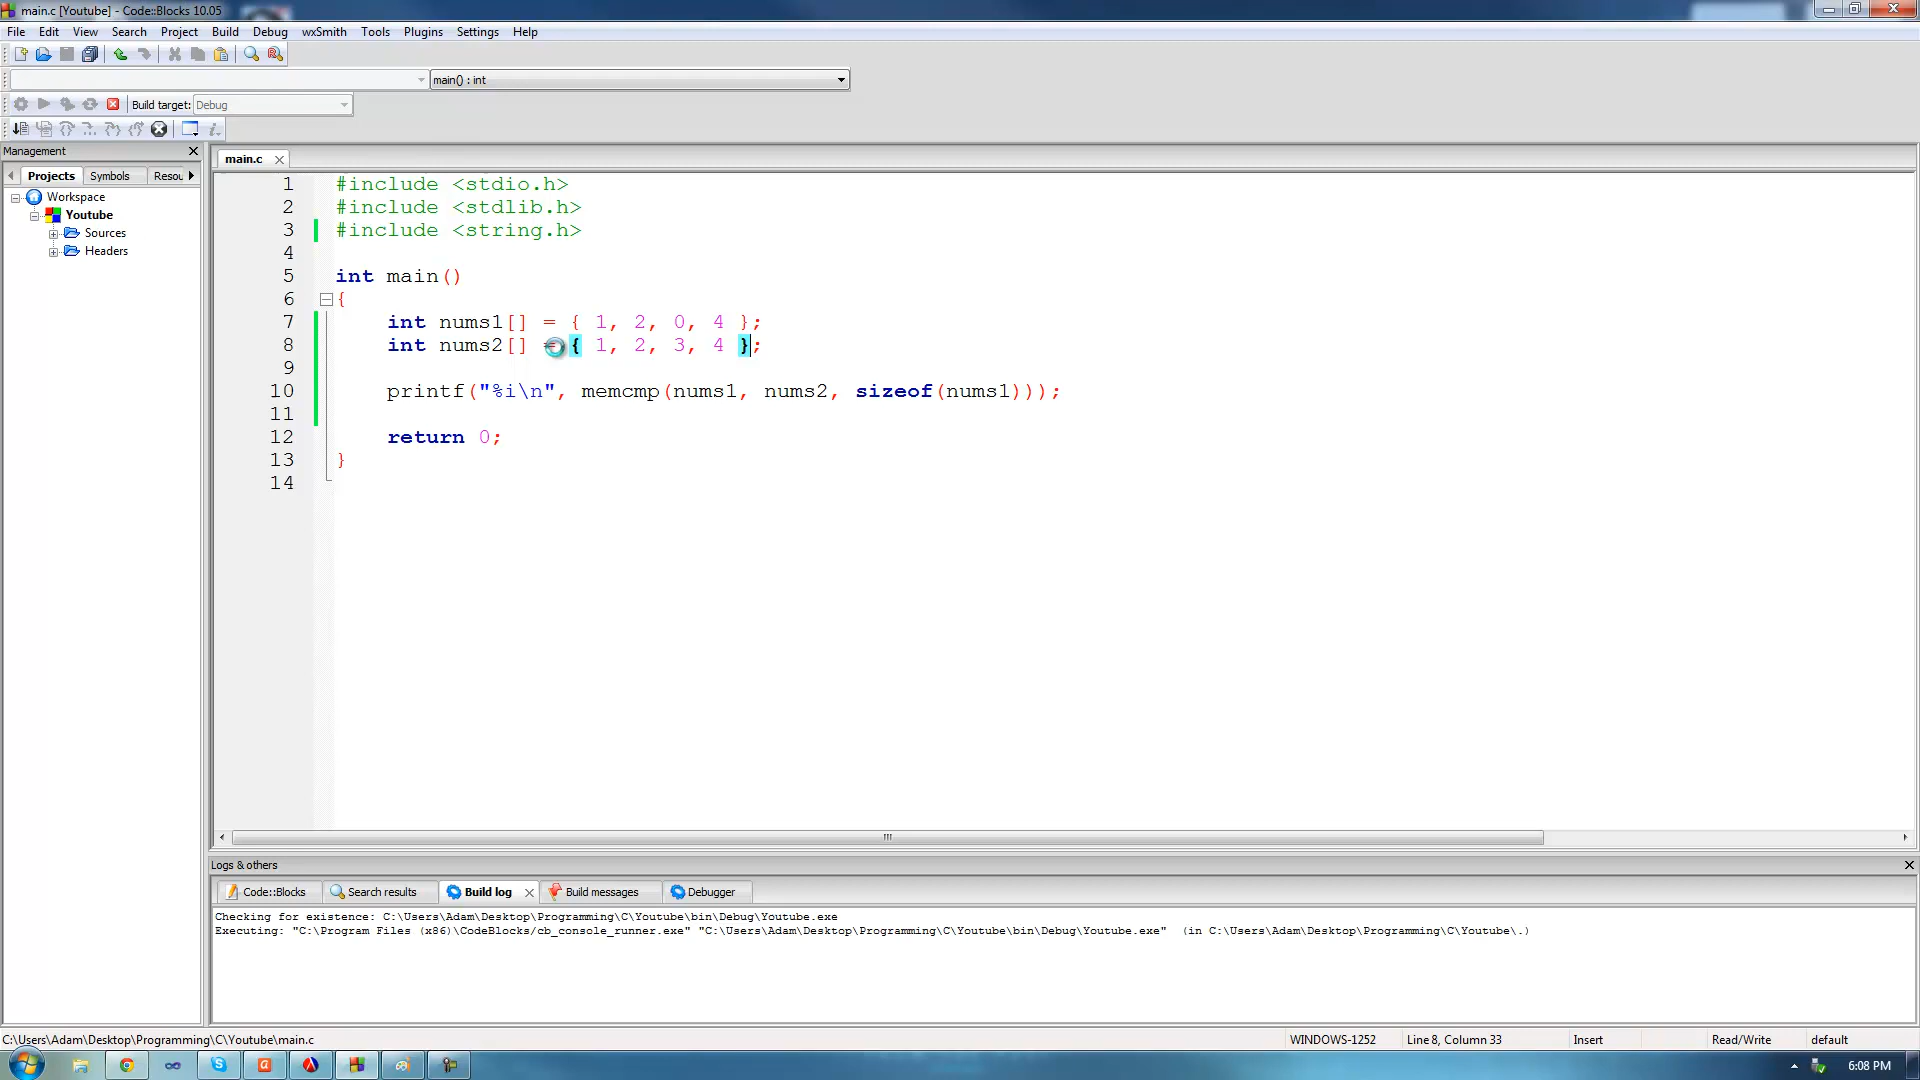 main.c [Youtube] - Code::Blocks 10.05
File Edit View Search Project Build Debug wxSmith Tools Plugins Settings Help
main() : int
Build target: Debug
Management
Projects Symbols Resou
Workspace
Youtube
Sources
Headers
main.c
1 #include <stdio.h>
2 #include <stdlib.h>
3 #include <string.h>
4
5 int main()
6 {
7 int nums1[] = { 1, 2, 0, 4 };
8 int nums2[] = { 1, 2, 3, 4 };
9
10 printf("%i\n", memcmp(nums1, nums2, sizeof(nums1)));
11
12 return 0;
13 }
14
Logs & others
Code::Blocks Search results Build log Build messages Debugger
Checking for existence: C:\Users\Adam\Desktop\Programming\C\Youtube\bin\Debug\Youtube.exe
Executing: "C:\Program Files (x86)\CodeBlocks/cb_console_runner.exe" "C:\Users\Adam\Desktop\Programming\C\Youtube\bin\Debug\Youtube.exe" (in C:\Users\Adam\Desktop\Programming\C\Youtube\.)
C:\Users\Adam\Desktop\Programming\C\Youtube\main.c WINDOWS-1252 Line 8, Column 33 Insert Read/Write default
6:08 PM